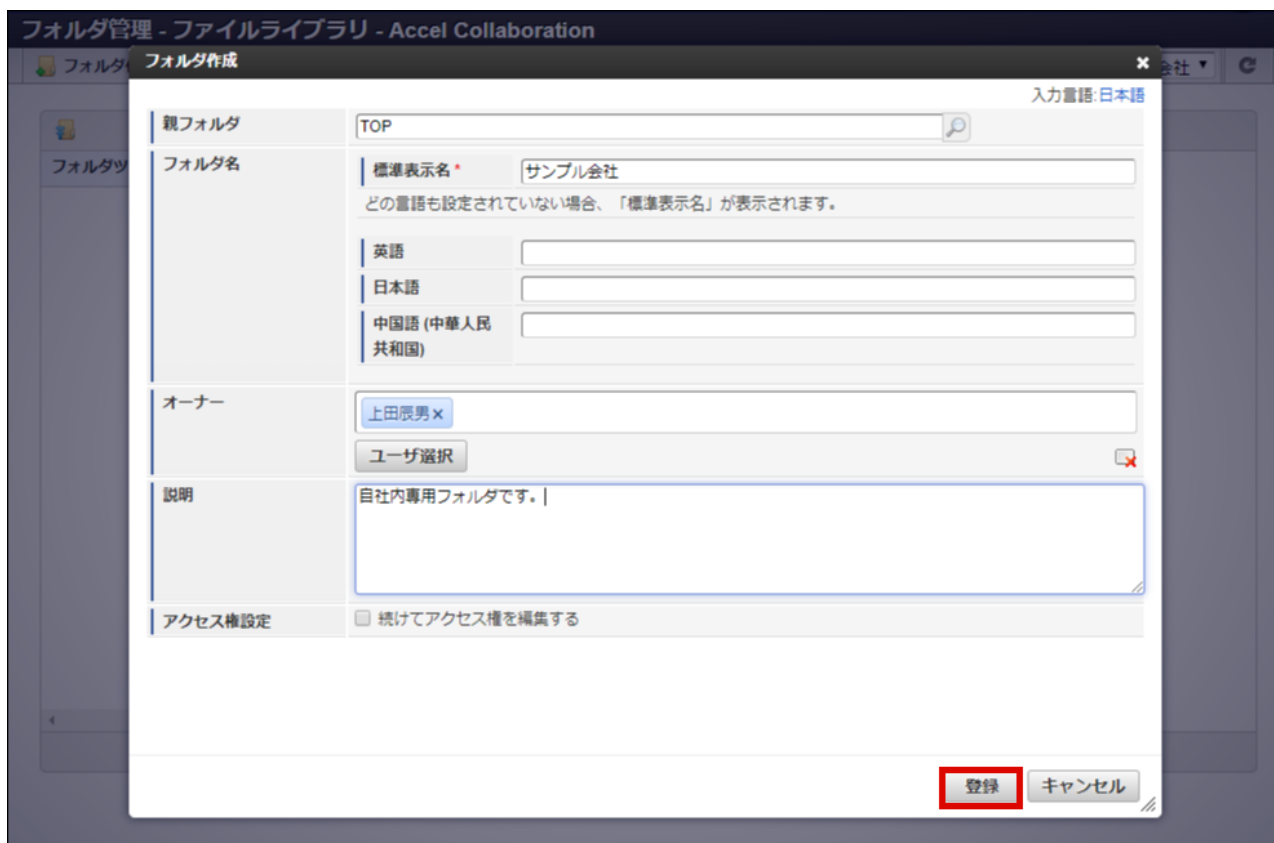 フォルダ管理 - ファイルライブラリ - Accel Collaboration
フォルダ
会社
フォルダ作成
入力言語:日本語
フォルダツ
親フォルダ
TOP
フォルダ名
標準表示名*
サンプル会社
どの言語も設定されていない場合、「標準表示名」が表示されます。
英語
日本語
中国語 (中華人民
共和国)
オーナー
上田辰男×
ユーザ選択
説明
自社内専用フォルダです。
アクセス権設定
続けてアクセス権を編集する
登録
キャンセル